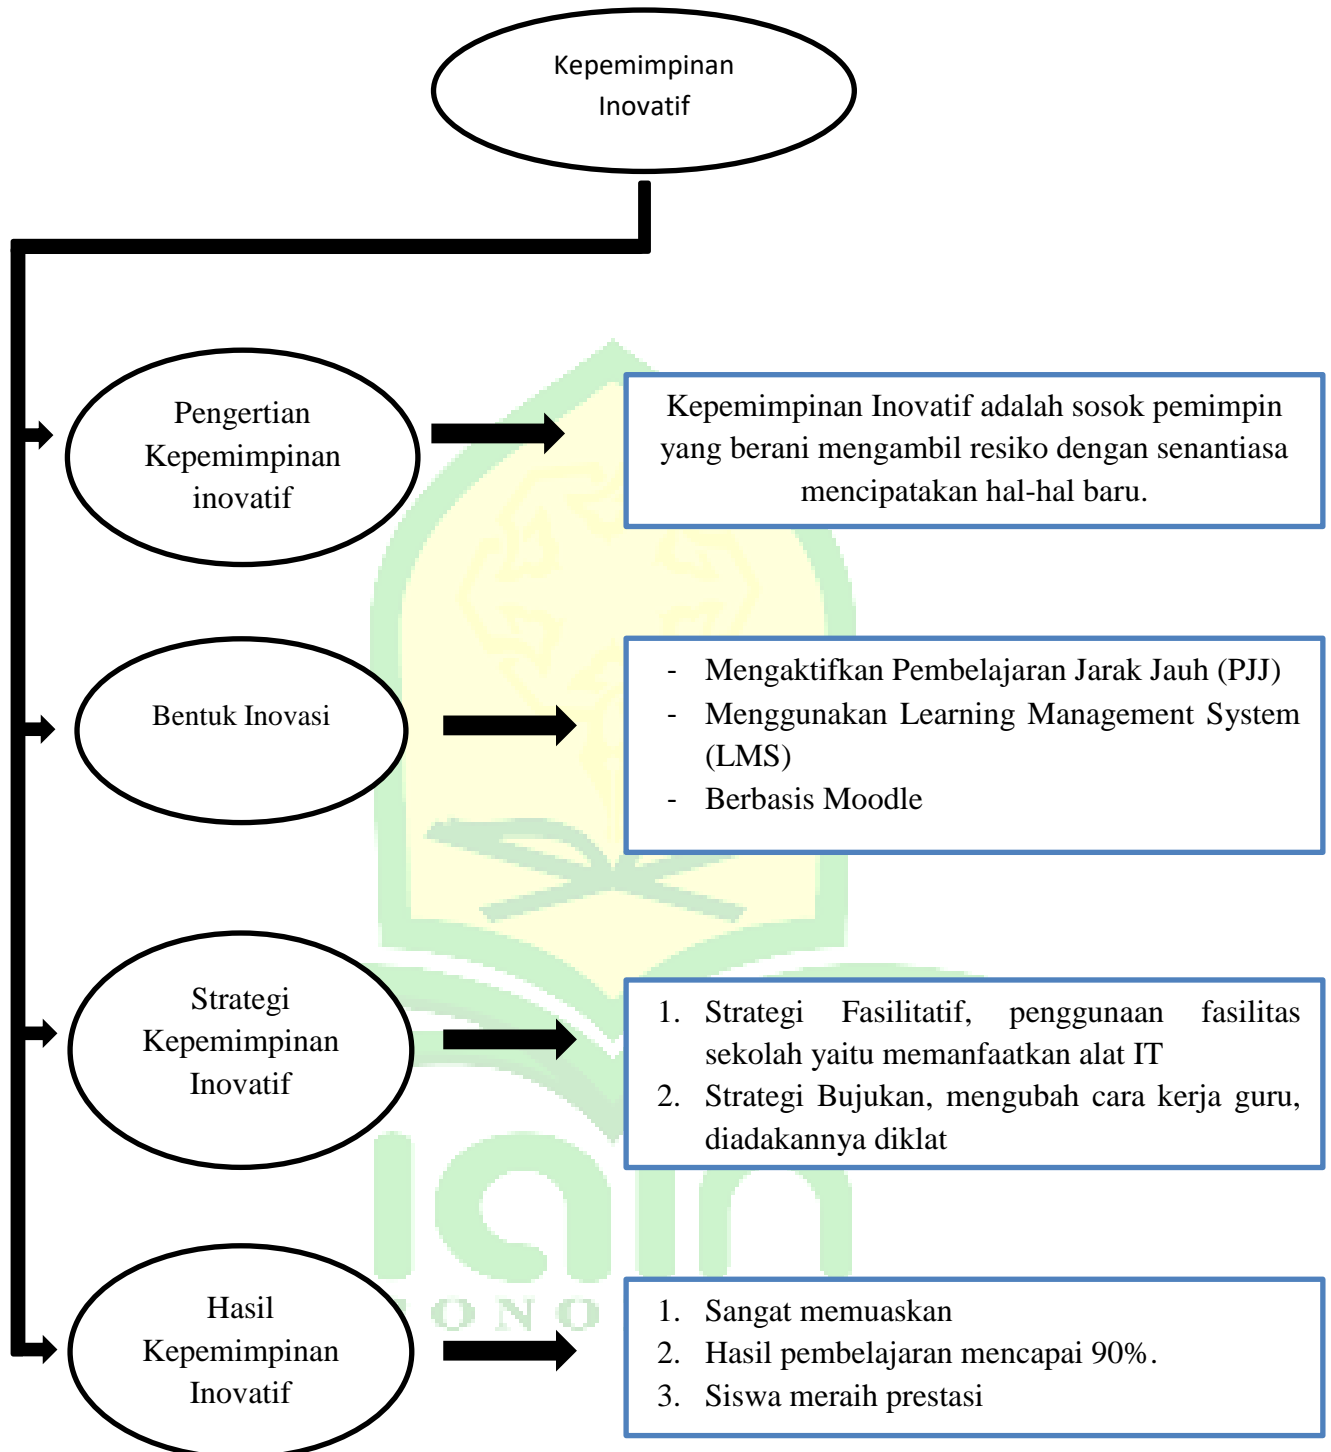 Kepemimpinan
Inovatif
Pengertian
Kepemimpinan
inovatif
Kepemimpinan Inovatif adalah sosok pemimpin
yang berani mengambil resiko dengan senantiasa
mencipatakan hal-hal baru.
Bentuk Inovasi
- Mengaktifkan Pembelajaran Jarak Jauh (PJJ)
- Menggunakan Learning Management System
(LMS)
- Berbasis Moodle
Strategi
Kepemimpinan
Inovatif
1. Strategi Fasilitatif, penggunaan fasilitas
sekolah yaitu memanfaatkan alat IT
2. Strategi Bujukan, mengubah cara kerja guru,
diadakannya diklat
iain
Hasil
Kepemimpinan
Inovatif
1. Sangat memuaskan
2. Hasil pembelajaran mencapai 90%.
3. Siswa meraih prestasi